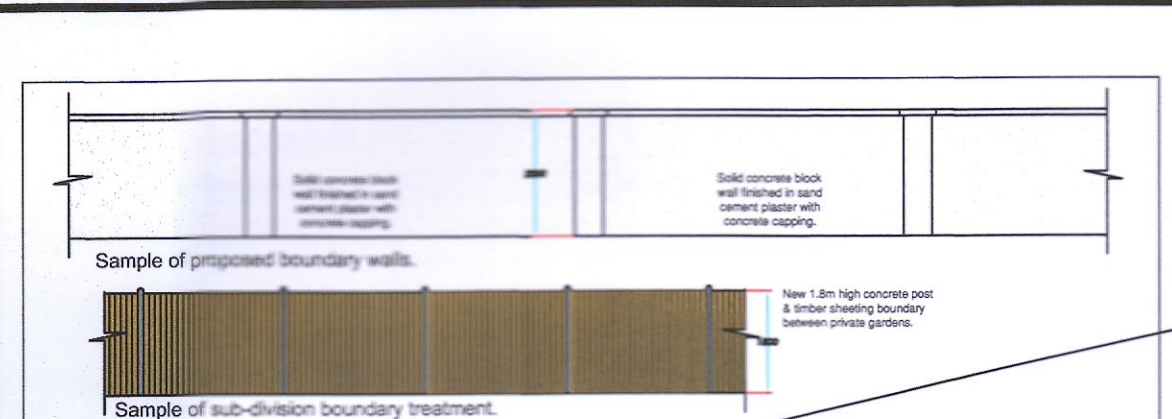 Solid concrete block
wall finished in sand
cement plaster with
concrete capping.
Solid concrete block
wall finished in sand
cement plaster with
concrete capping.
Sample of proposed boundary walls.
New 1.8m high concrete post
& timber sheeting boundary
between private gardens.
Sample of sub-division boundary treatment.